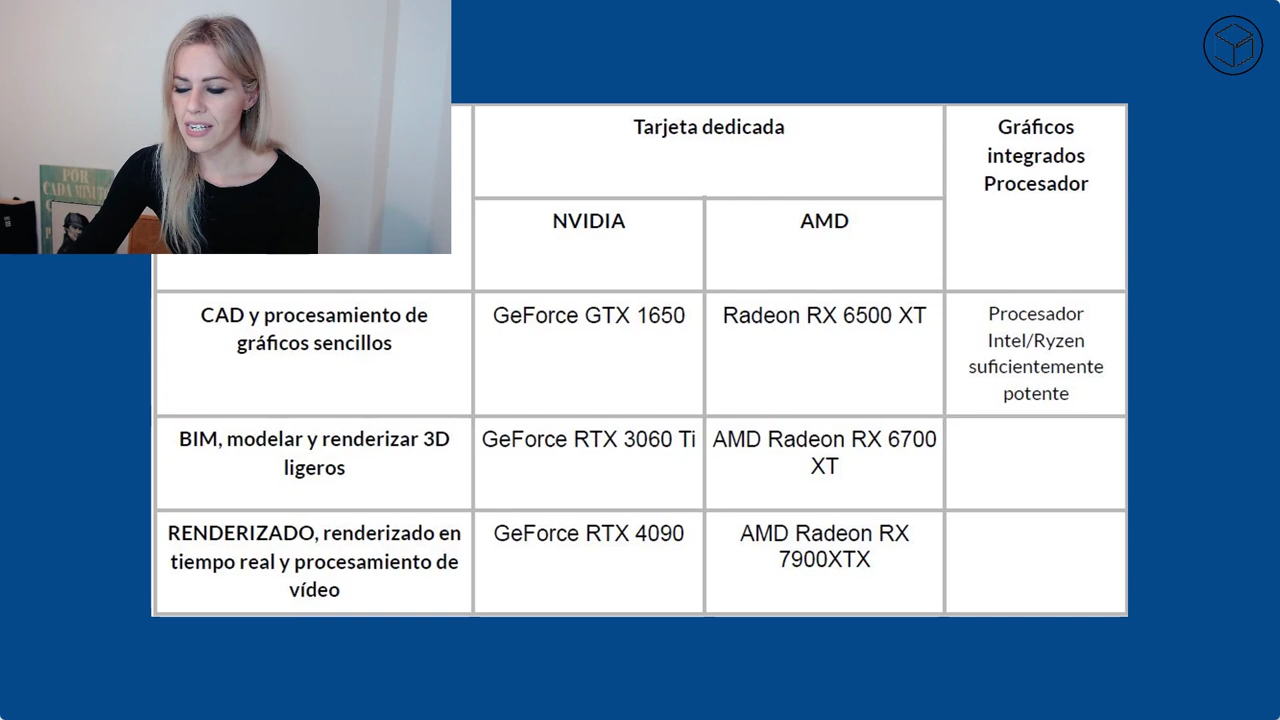 POR
CADA MINUTO
Tarjeta dedicada
Gráficos
integrados
Procesador
NVIDIA
AMD
CAD y procesamiento de
gráficos sencillos
GeForce GTX 1650
Radeon RX 6500 XT
Procesador
Intel/Ryzen
suficientemente
potente
BIM, modelar y renderizar 3D
ligeros
GeForce RTX 3060 Ti
AMD Radeon RX 6700
XT
RENDERIZADO, renderizado en
tiempo real y procesamiento de
vídeo
GeForce RTX 4090
AMD Radeon RX
7900XTX